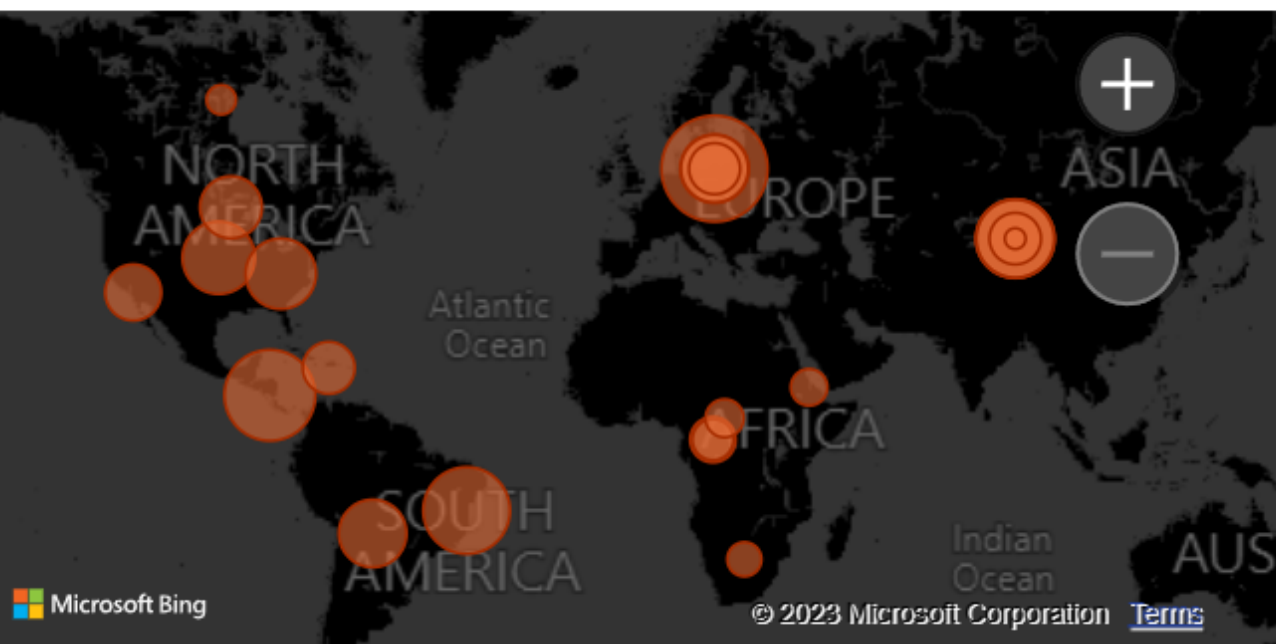 NORTH
AMERICA
ASIA
EUROPE
Atlantic
Ocean
AFRICA
SOUTH
AMERICA
Indian
Ocean
AUS
Microsoft Bing
© 2023 Microsoft Corporation Terms